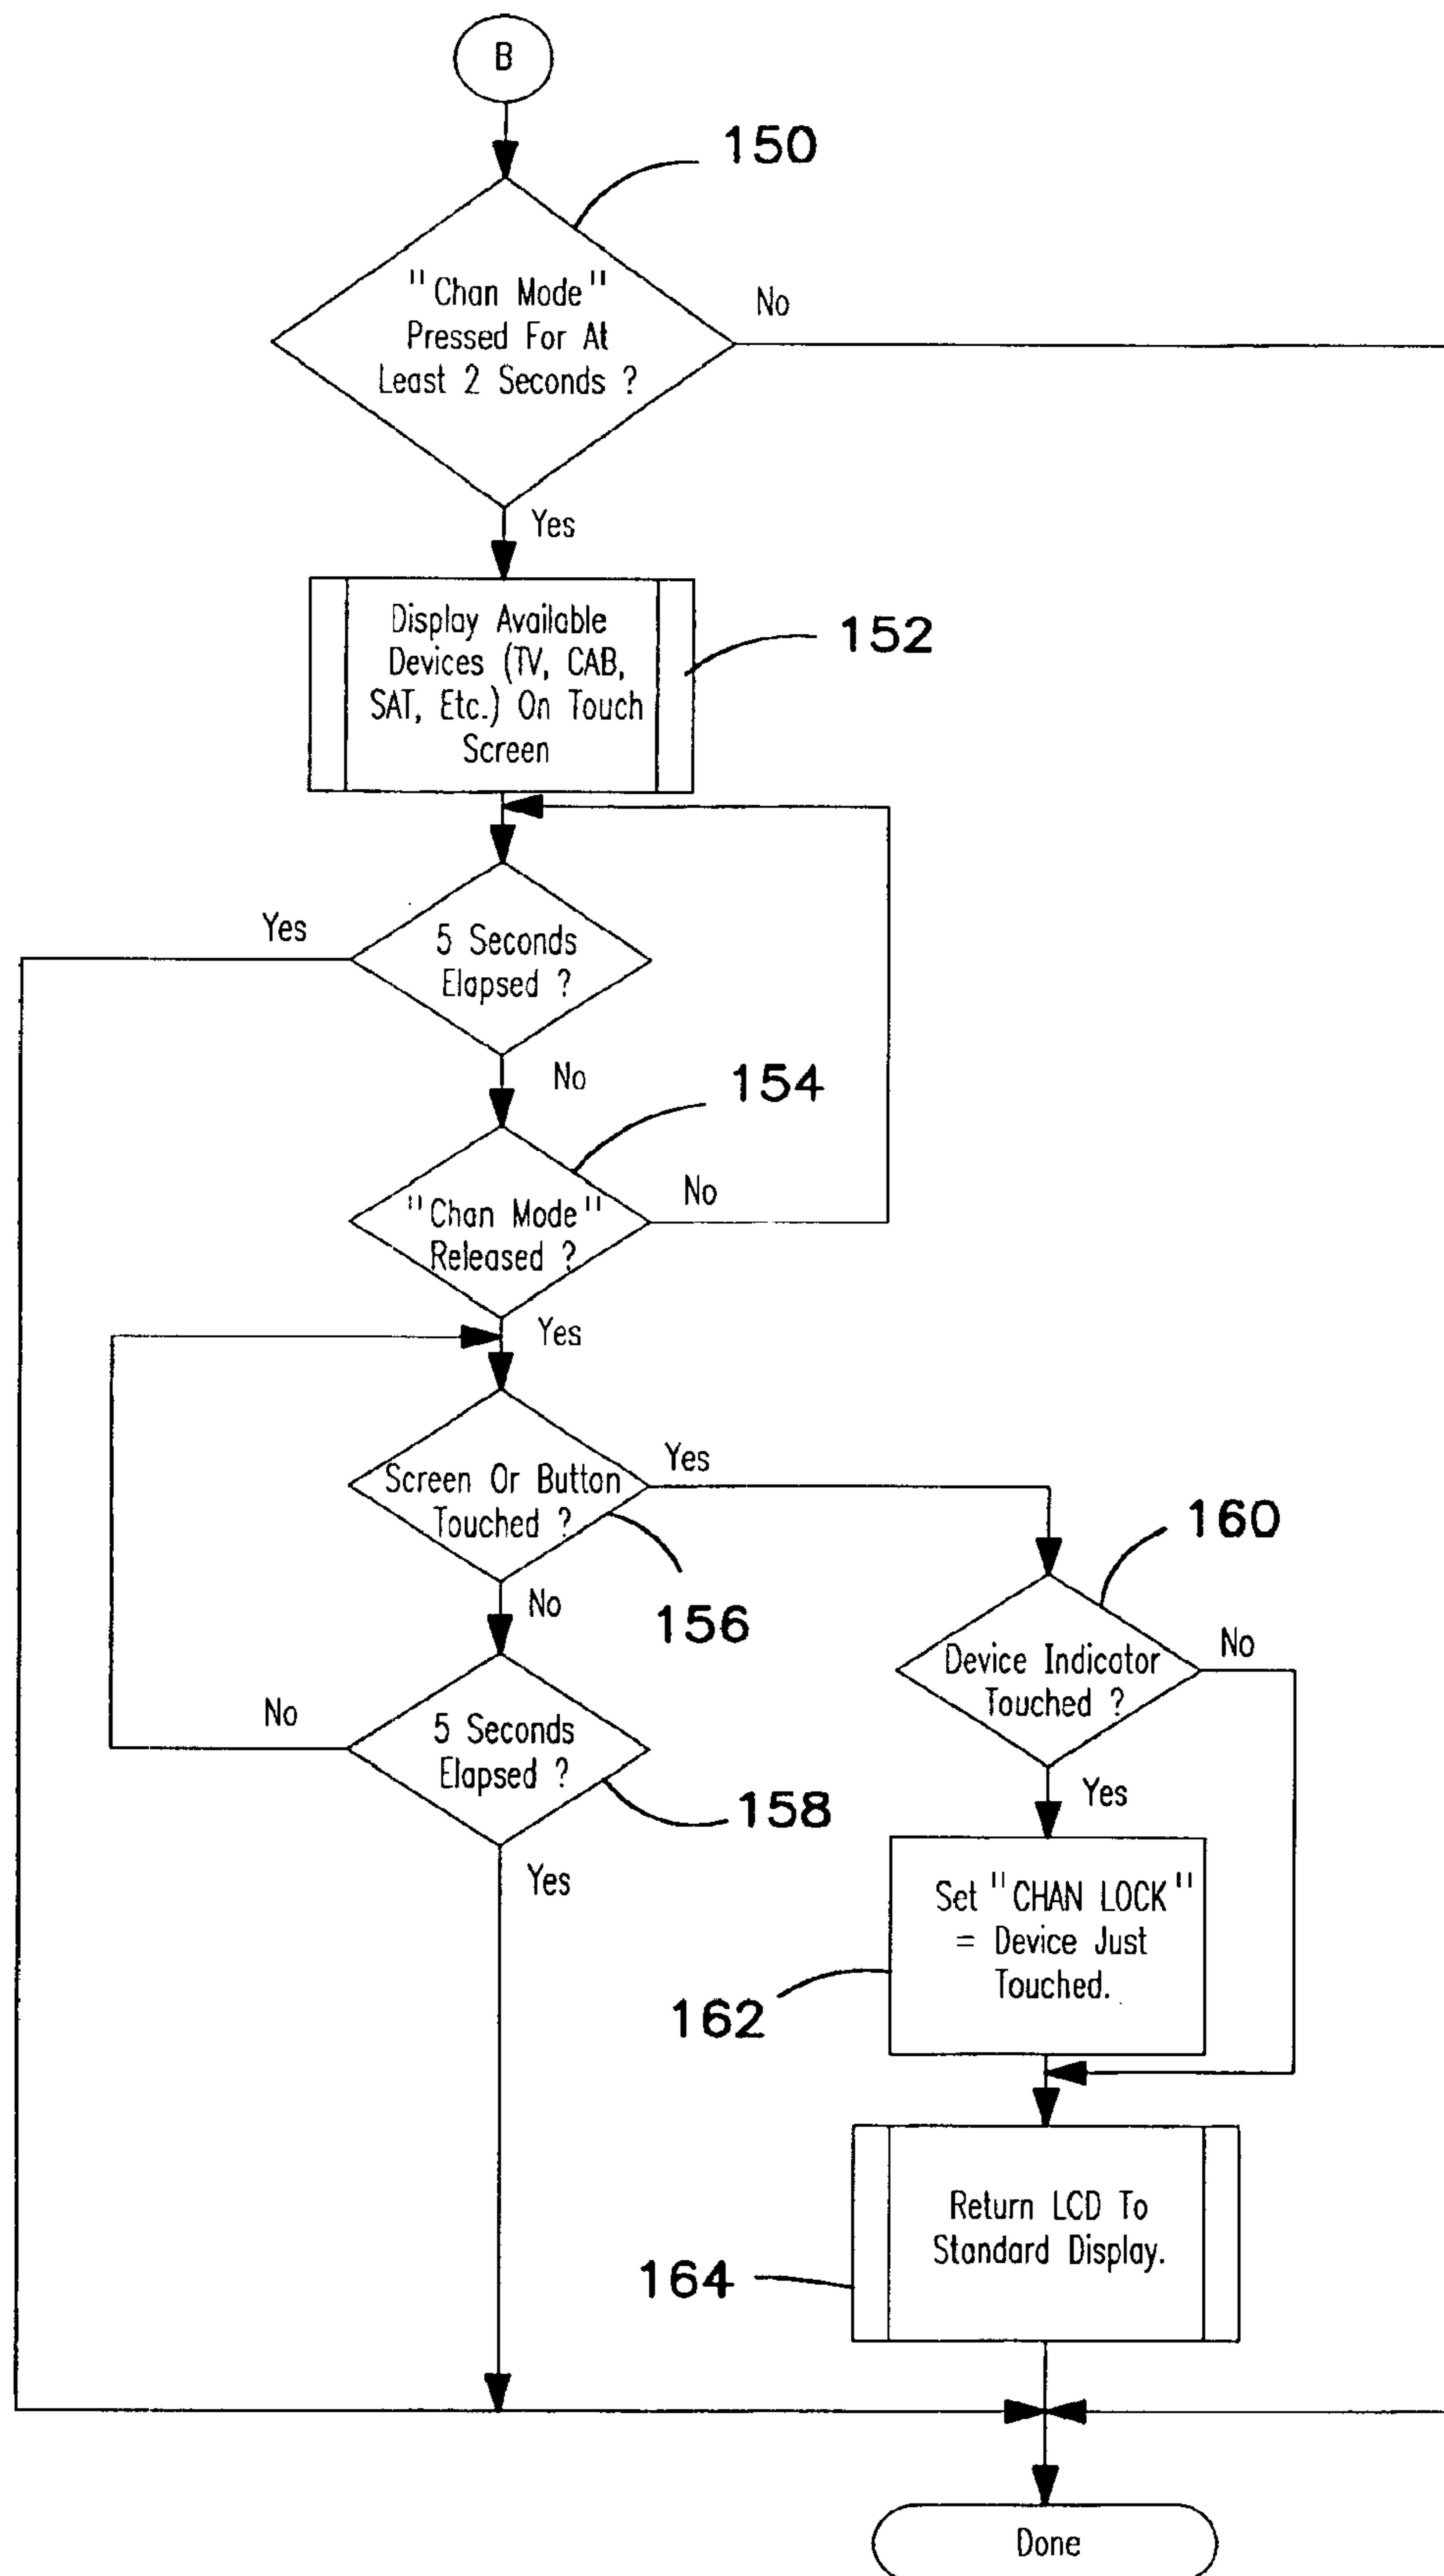 B
150
"Chan Mode"
Pressed For At
Least 2 Seconds ?
No
Yes
Display Available
Devices (TV, CAB,
SAT, Etc.) On Touch
Screen
152
Yes
5 Seconds
Elapsed ?
No
154
"Chan Mode"
Released ?
No
Yes
Screen Or Button
Touched ?
Yes
156
No
160
Device Indicator
Touched ?
No
Yes
No
5 Seconds
Elapsed ?
158
Yes
Set "CHAN LOCK"
= Device Just
Touched.
162
Return LCD To
Standard Display.
164
Done